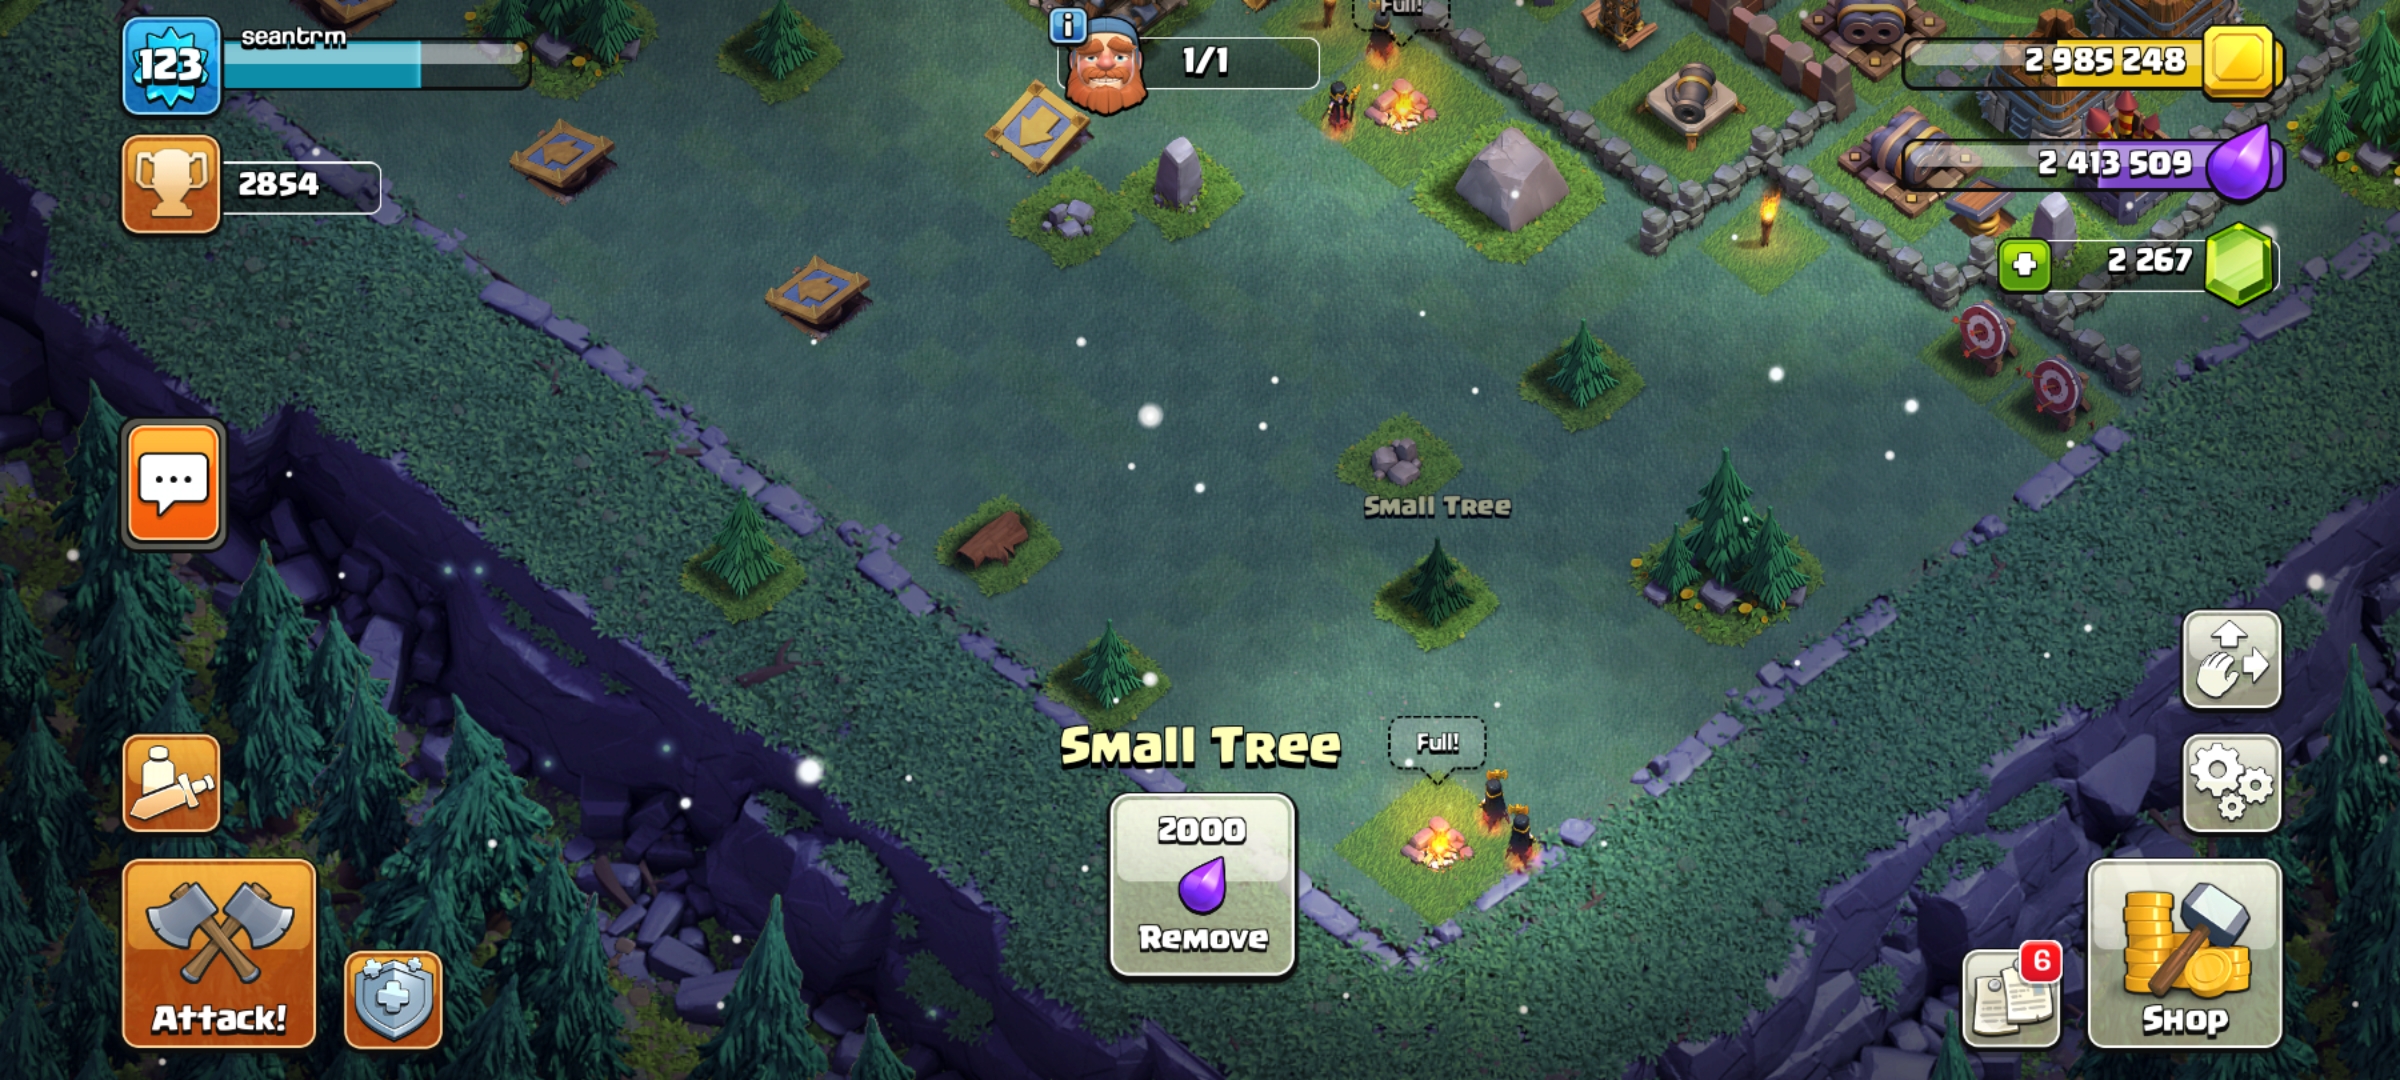 123
seantrm
1/1
Full!
2 985 248
2854
2 413 509
2 267
Small Tree
Small Tree
Full!
2000
Remove
Attack!
6
Shop